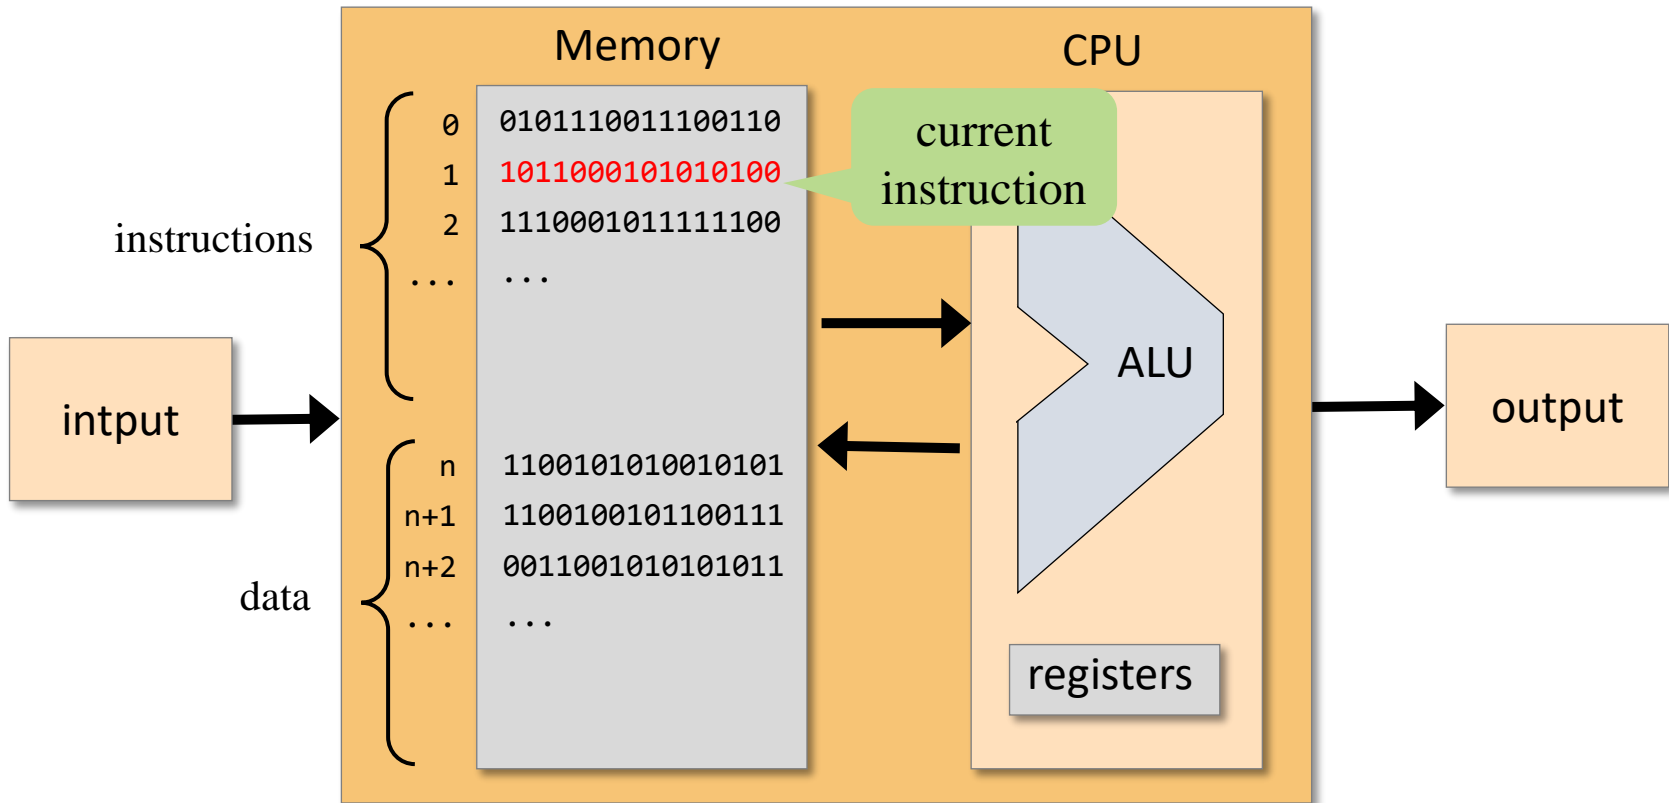 Memory
CPU
instructions
0 0101110011100110
1 1011000101010100
2 1110001011111100
... ...
current
instruction
intput
ALU
output
data
n 1100101010010101
n+1 1100100101100111
n+2 0011001010101011
... ...
registers